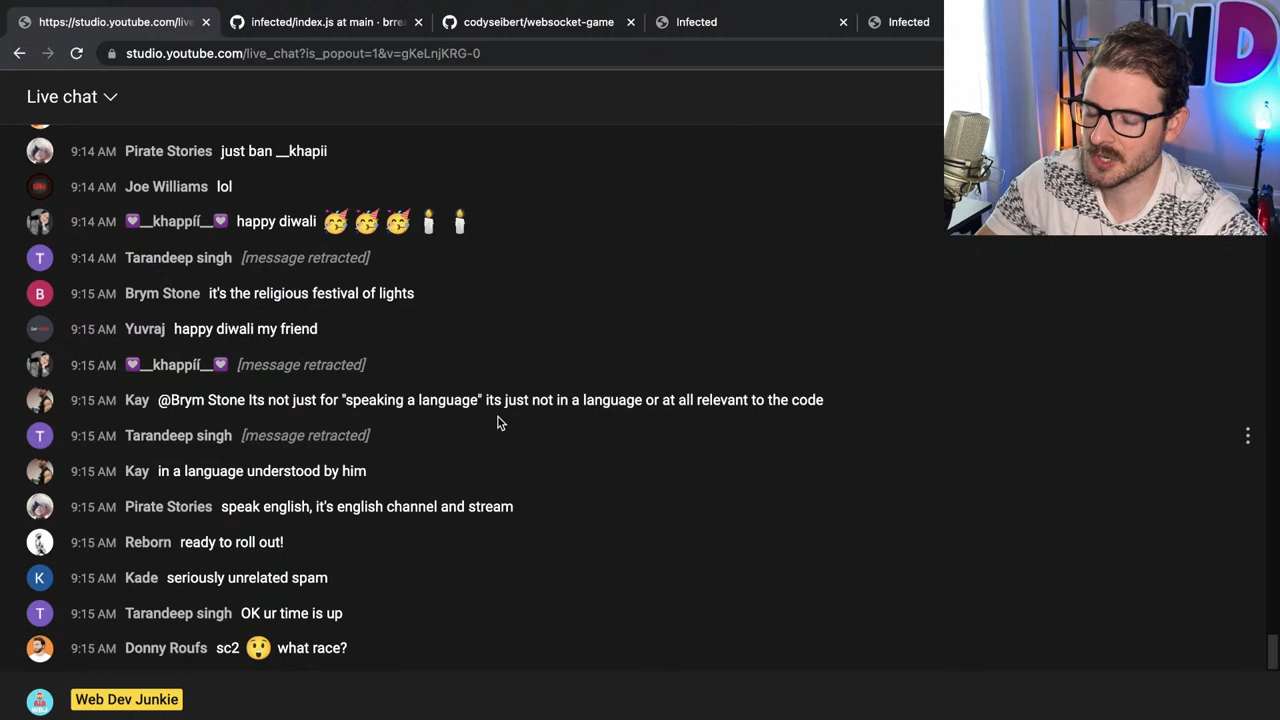 https://studio.youtube.com/live
infected/index.js at main · brrea
codyseibert/websocket-game
Infected
Infected
studio.youtube.com/live_chat?is_popout=1&v=gKeLnjKRG-0
WD
Live chat
9:14 AM Pirate Stories just ban __khapii
9:14 AM Joe Williams lol
9:14 AM 💟__khappíí__💟 happy diwali 🥳🥳🥳🕯️🕯️
T 9:14 AM Tarandeep singh [message retracted]
B 9:15 AM Brym Stone it's the religious festival of lights
9:15 AM Yuvraj happy diwali my friend
9:15 AM 💟__khappíí__💟 [message retracted]
9:15 AM Kay @Brym Stone Its not just for "speaking a language" its just not in a language or at all relevant to the code
T 9:15 AM Tarandeep singh [message retracted]
9:15 AM Kay in a language understood by him
9:15 AM Pirate Stories speak english, it's english channel and stream
9:15 AM Reborn ready to roll out!
K 9:15 AM Kade seriously unrelated spam
T 9:15 AM Tarandeep singh OK ur time is up
9:15 AM Donny Roufs sc2 😲 what race?
WDJ Web Dev Junkie